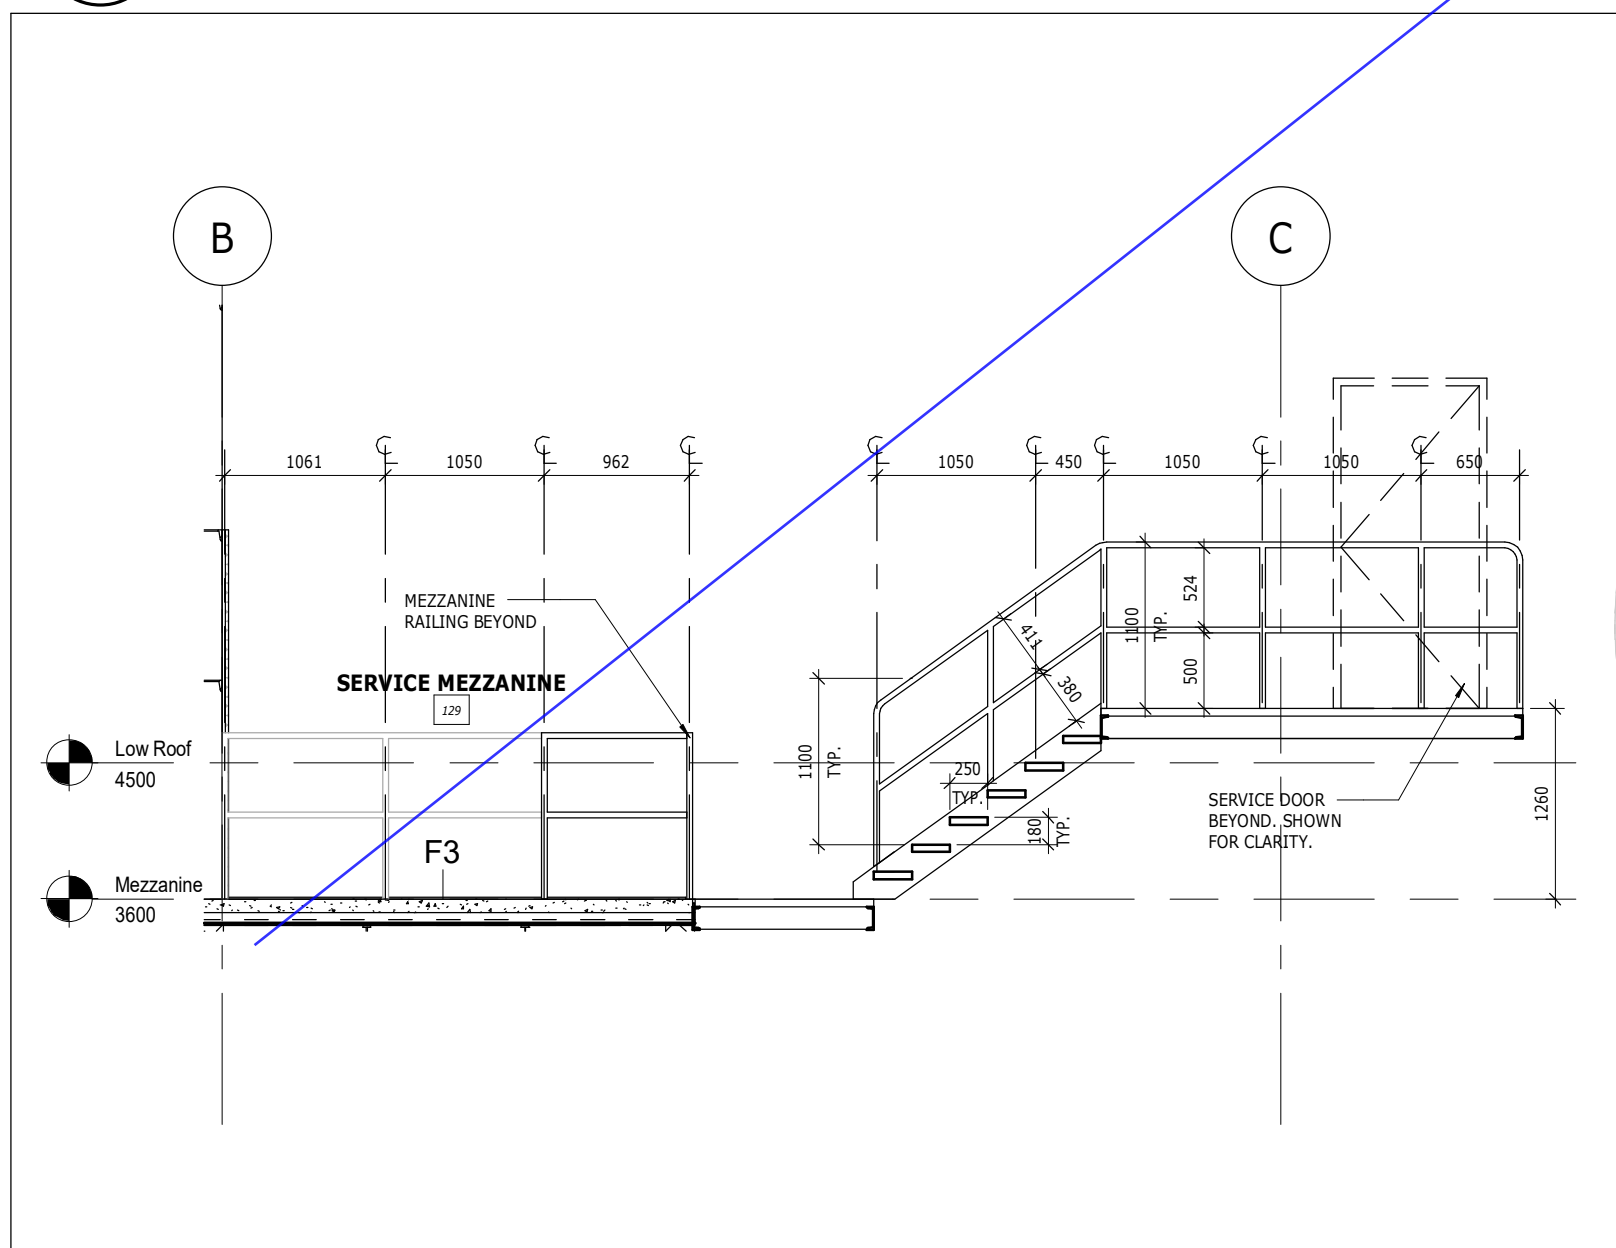 B
C
1061
1050
962
1050
450
1050
1050
650
MEZZANINE
RAILING BEYOND
SERVICE MEZZANINE
129
Low Roof
4500
Mezzanine
3600
F3
1100
TYP.
250
TYP.
180
TYP.
411
380
1100
TYP.
524
500
SERVICE DOOR
BEYOND. SHOWN
FOR CLARITY.
1260